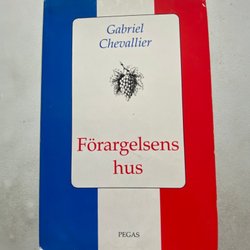 Gabriel
Chevallier
Förargelsens
hus
PEGAS